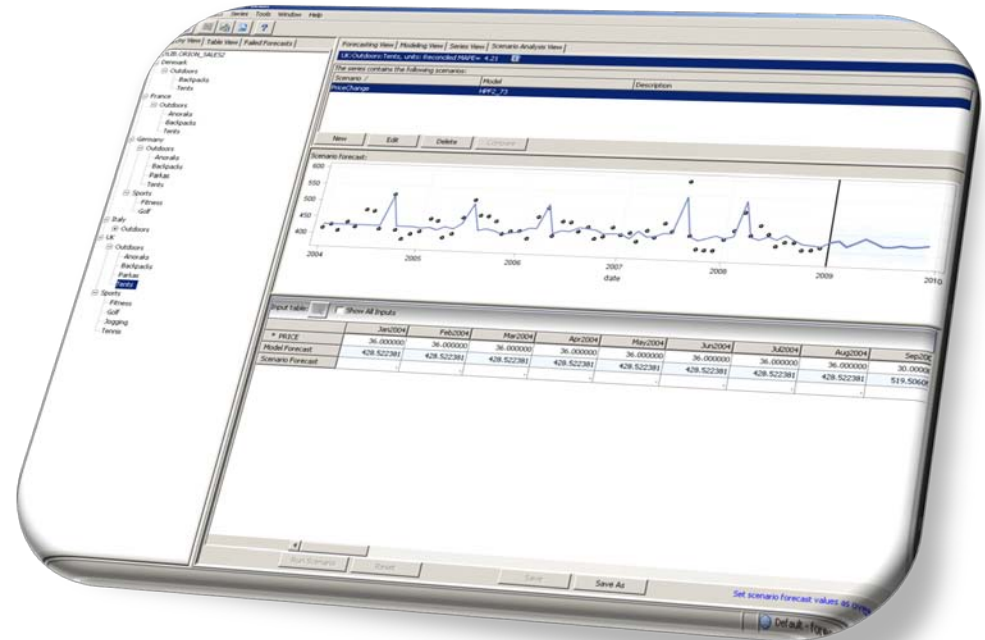 Series Tools Window Help
View Table View Failed Forecasts
Denmark
Outdoors
Backpacks
Tents
France
Outdoors
Anoraks
Backpacks
Tents
Germany
Outdoors
Anoraks
Backpacks
Parkas
Tents
Sports
Fitness
Golf
Italy
Outdoors
UK
Outdoors
Anoraks
Backpacks
Parkas
Tents
Sports
Fitness
Golf
Jogging
Tennis
Forecasting View Modeling View Series View Scenario Analysis View
UK:Outdoors:Tents, units: Reconciled MAPE= 4.21
The series contains the following scenarios:
Scenario / Model Description
PriceChange HPF2_73
New Edit Delete Compare
Scenario forecast:
600
550
500
450
400
2004 2005 2006 2007 2008 2009 2010
date
Input table: Show All Inputs
Jan2004 Feb2004 Mar2004 Apr2004 May2004 Jun2004 Jul2004 Aug2004
* PRICE 36.000000 36.000000 36.000000 36.000000 36.000000 36.000000 36.000000 36.000000 30.0000
Model Forecast 428.522381 428.522381 428.522381 428.522381 428.522381 428.522381 428.522381 428.522381
Scenario Forecast . . . . . . . .
Run Scenario Reset Save Save As
Set scenario forecast values as
Default -